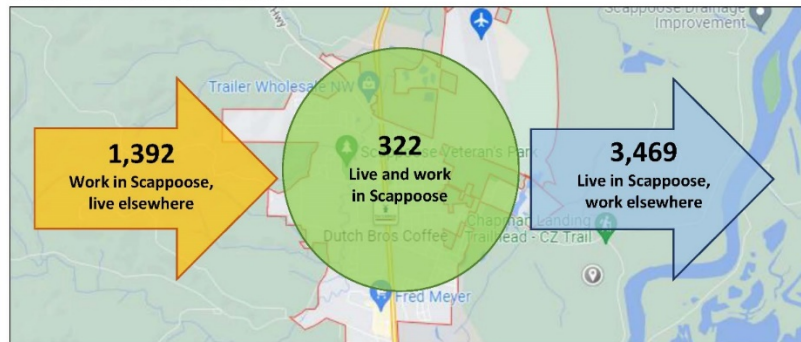 Hwy
Scappoose Drainage
Improvement
Trailer Wholesale NW
1,392
Work in Scappoose,
live elsewhere
322
Live and work
in Scappoose
Veteran's Park
3,469
Live in Scappoose,
work elsewhere
Dutch Bros Coffee
Chapman Landing
Trailhead - CZ Trail
Fred Meyer